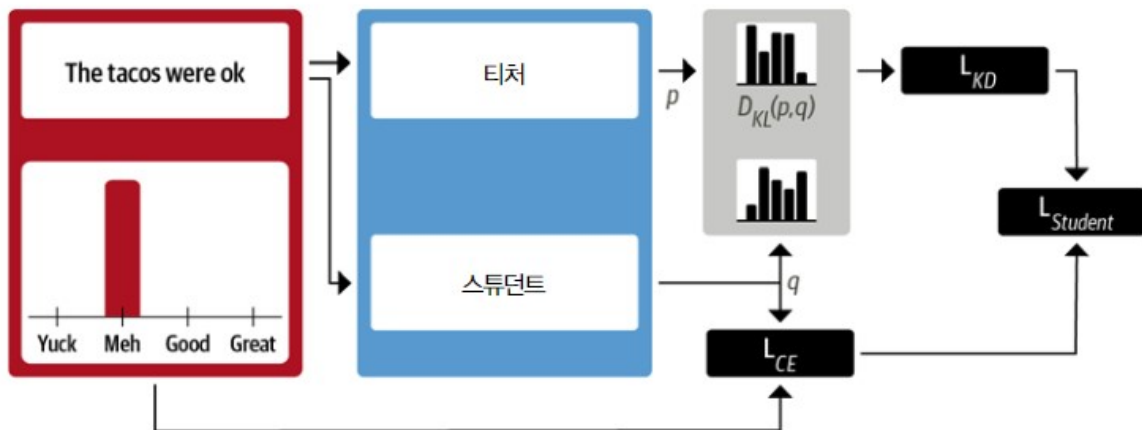 The tacos were ok
티처
p
D_KL(p,q)
L_KD
L_Student
스튜던트
q
Yuck Meh Good Great
L_CE